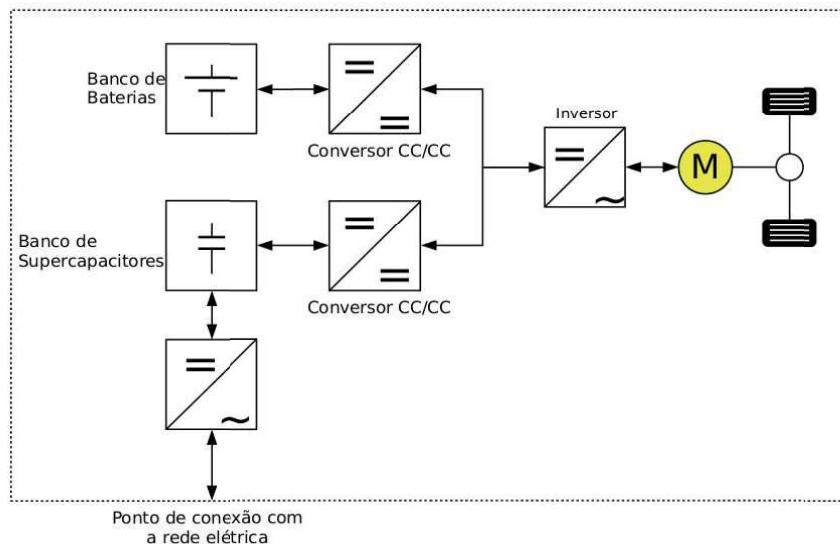 Banco de
Baterias
Conversor CC/CC
Inversor
M
Banco de
Supercapacitores
Conversor CC/CC
Ponto de conexão com
a rede elétrica